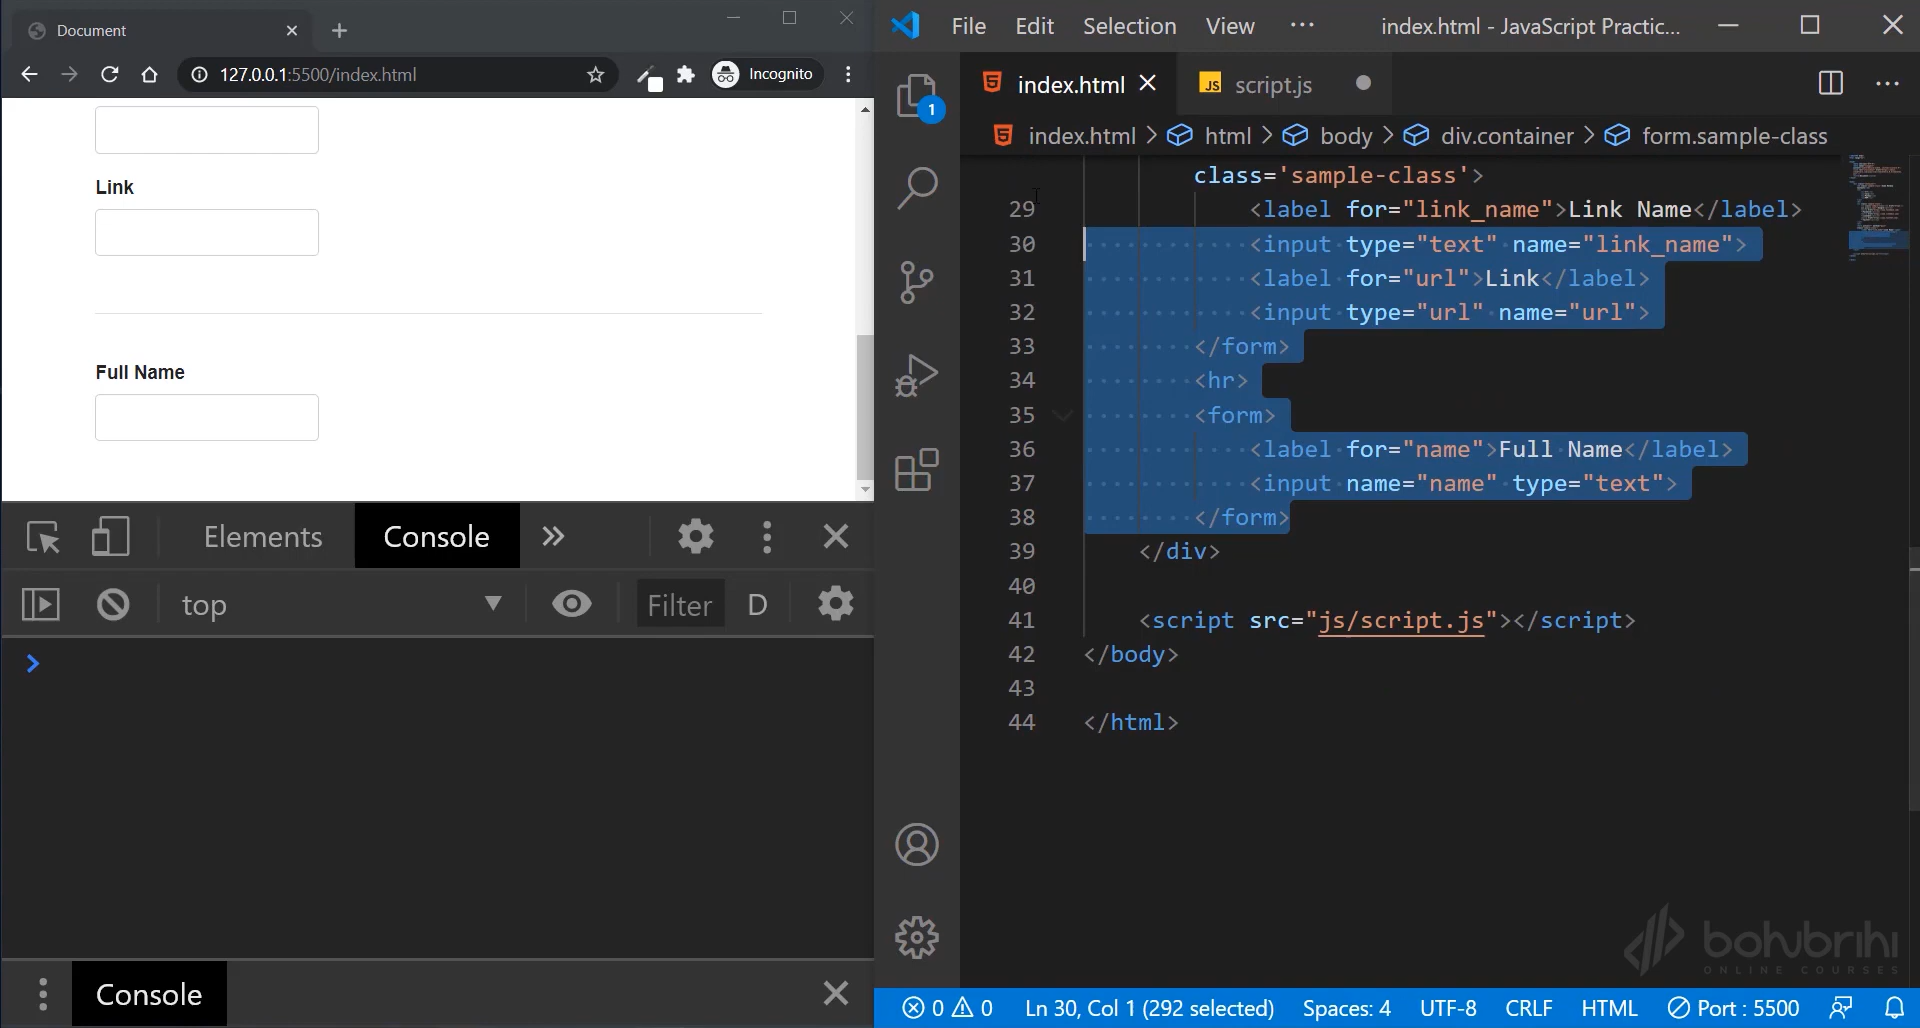 Document
127.0.0.1:5500/index.html
Incognito
Link
Full Name
Elements
Console
top
Filter
D
Console
File Edit Selection View ··· index.html - JavaScript Practic...
1
index.html JS script.js
index.html > html > body > div.container > form.sample-class
class='sample-class'>
29 <label for="link_name">Link Name</label>
30 <input type="text" name="link_name">
31 <label for="url">Link</label>
32 <input type="url" name="url">
33 </form>
34 <hr>
35 <form>
36 <label for="name">Full Name</label>
37 <input name="name" type="text">
38 </form>
39 </div>
40
41 <script src="js/script.js"></script>
42 </body>
43
44 </html>
bohubrihi
ONLINE COURSES
0 0 Ln 30, Col 1 (292 selected) Spaces: 4 UTF-8 CRLF HTML Port : 5500